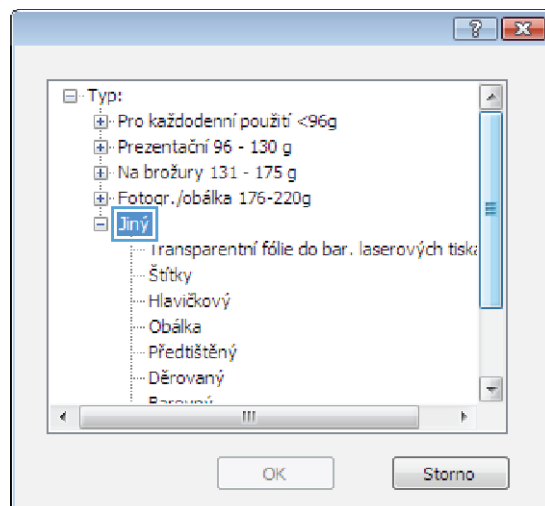 Typ:
Pro každodenní použití <96g
Prezentační 96 - 130 g
Na brožury 131 - 175 g
Fotogr./obálka 176-220g
Jiný
Transparentní fólie do bar. laserových tiska
Štítky
Hlavičkový
Obálka
Předtištěný
Děrovaný
Barevný
OK
Storno